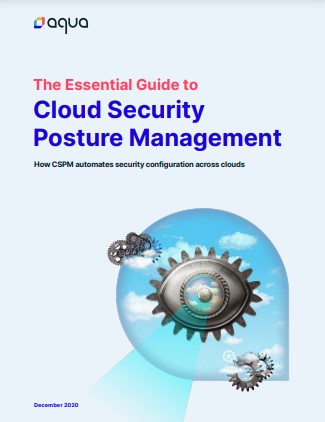 aqua
The Essential Guide to
Cloud Security
Posture Management
How CSPM automates security configuration across clouds
December 2020